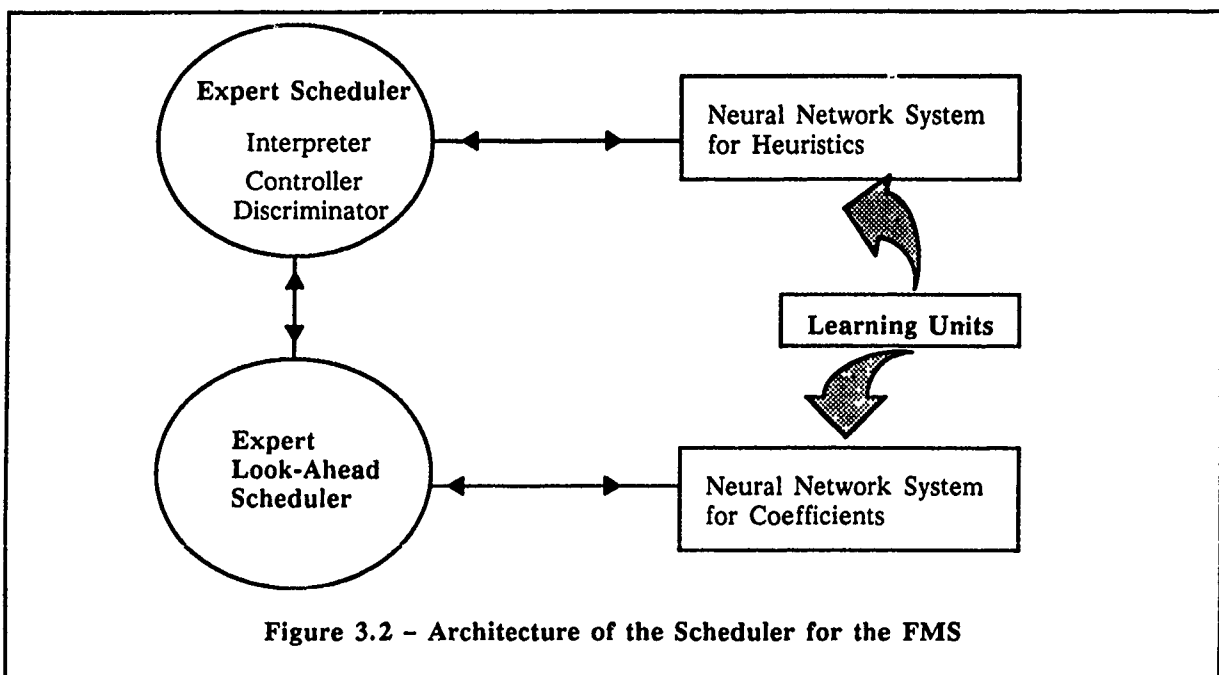 Expert Scheduler
Interpreter
Controller
Discriminator
Neural Network System
for Heuristics
Learning Units
Expert
Look-Ahead
Scheduler
Neural Network System
for Coefficients
Figure 3.2 – Architecture of the Scheduler for the FMS